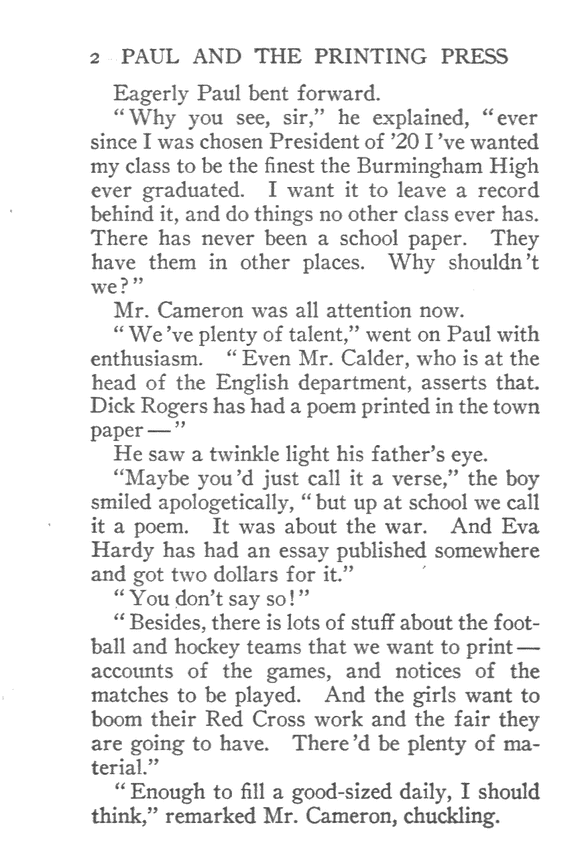 2 PAUL AND THE PRINTING PRESS
Eagerly Paul bent forward.
"Why you see, sir," he explained, "ever
since I was chosen President of '20 I've wanted
my class to be the finest the Burmingham High
ever graduated. I want it to leave a record
behind it, and do things no other class ever has.
There has never been a school paper. They
have them in other places. Why shouldn't
we?"
Mr. Cameron was all attention now.
"We've plenty of talent," went on Paul with
enthusiasm. "Even Mr. Calder, who is at the
head of the English department, asserts that.
Dick Rogers has had a poem printed in the town
paper—"
He saw a twinkle light his father's eye.
"Maybe you'd just call it a verse," the boy
smiled apologetically, "but up at school we call
it a poem. It was about the war. And Eva
Hardy has had an essay published somewhere
and got two dollars for it."
"You don't say so!"
"Besides, there is lots of stuff about the foot-
ball and hockey teams that we want to print—
accounts of the games, and notices of the
matches to be played. And the girls want to
boom their Red Cross work and the fair they
are going to have. There'd be plenty of ma-
terial."
"Enough to fill a good-sized daily, I should
think," remarked Mr. Cameron, chuckling.